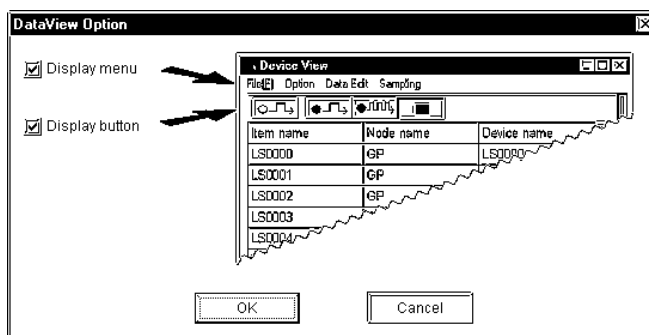 DataView Option
Display menu
Display button
Device View
File(F) Option Data Edit Sampling
Item name Node name Device name
LS0000 GP LS0000
LS0001 GP
LS0002 GP
LS0003
LS0004
OK Cancel